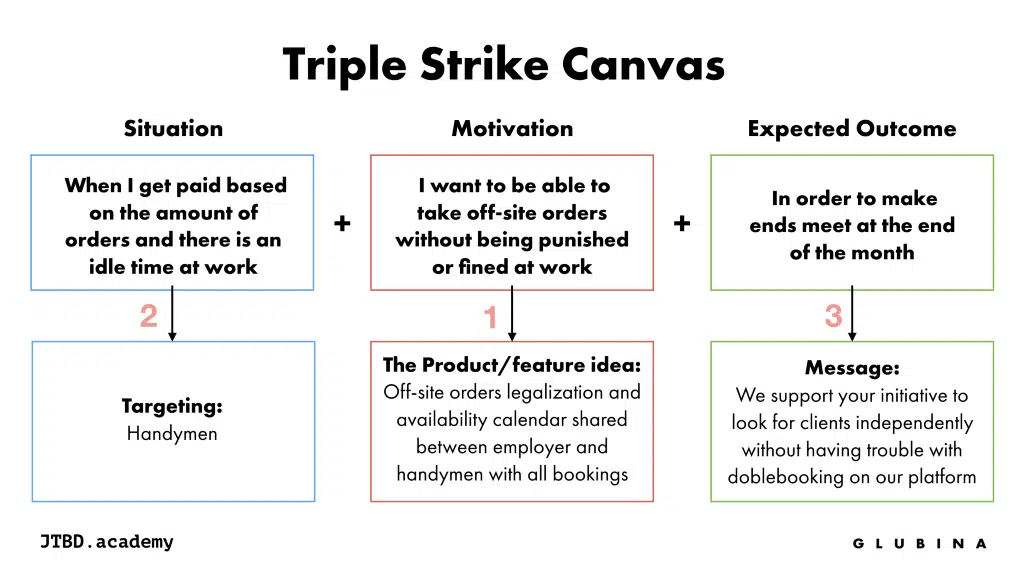 Triple Strike Canvas
Situation
Motivation
Expected Outcome
When I get paid based
on the amount of
orders and there is an
idle time at work
+
I want to be able to
take off-site orders
without being punished
or fined at work
+
In order to make
ends meet at the end
of the month
2
1
3
Targeting:
Handymen
The Product/feature idea:
Off-site orders legalization and
availability calendar shared
between employer and
handymen with all bookings
Message:
We support your initiative to
look for clients independently
without having trouble with
doblebooking on our platform
JTBD.academy
GLUBINA